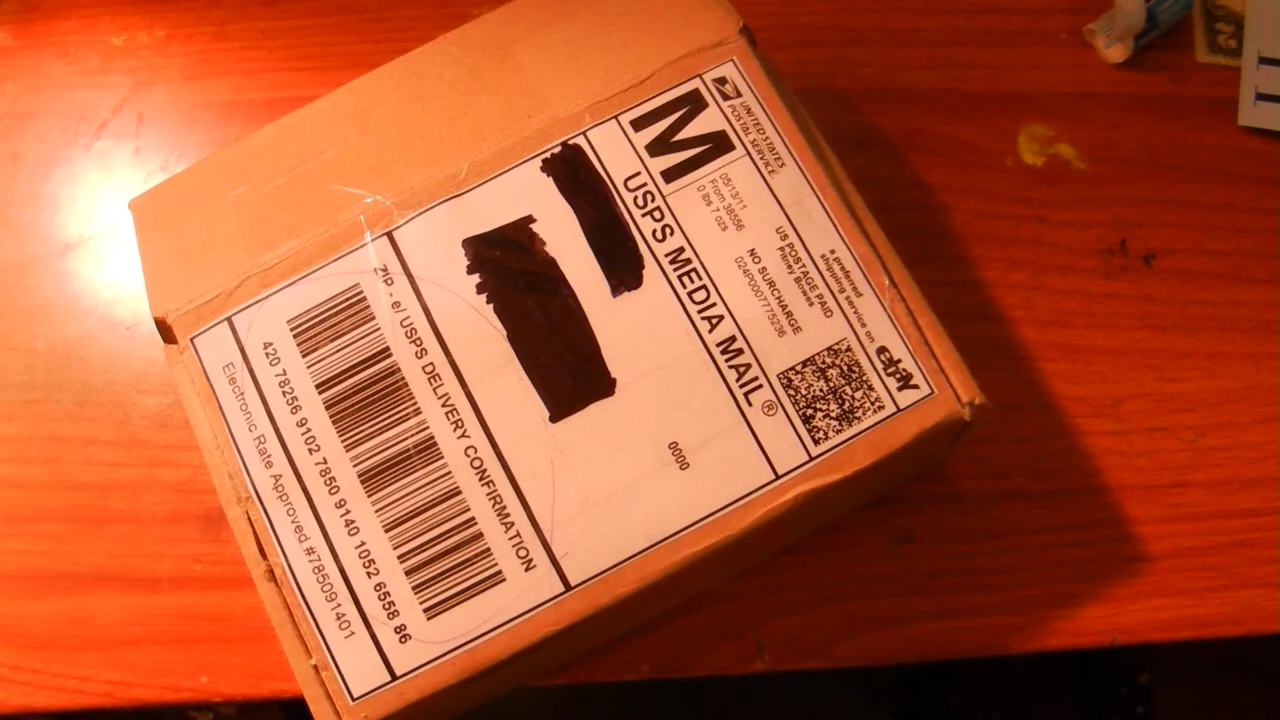 UNITED STATES
POSTAL SERVICE
M
05/13/11
From 38556
0 lbs 7 ozs
a preferred
shipping service on
ebay
US POSTAGE PAID
Pitney Bowes
NO SURCHARGE
024P0007775236
USPS MEDIA MAIL®
0000
ZIP - e/ USPS DELIVERY CONFIRMATION
420 78256 9102 7850 9140 1052 6558 86
Electronic Rate Approved #785091401